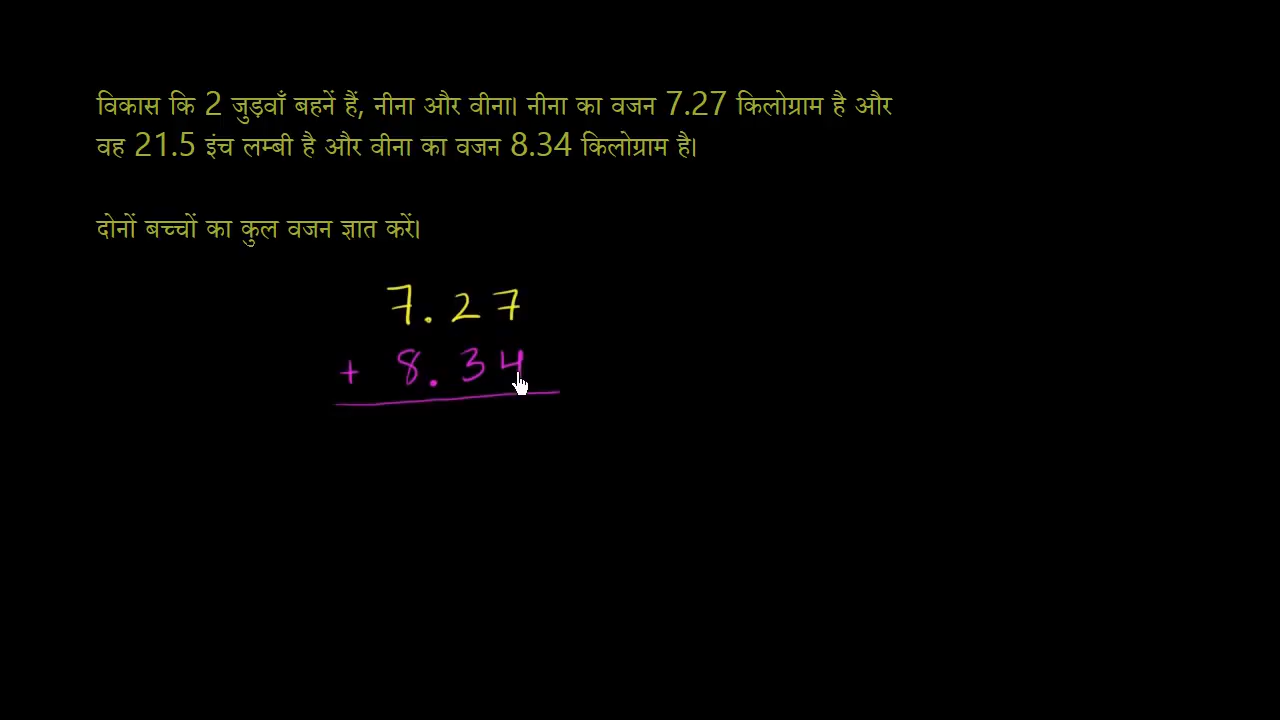 विकास कि 2 जुड़वाँ बहनें हैं, नीना और वीना। नीना का वजन 7.27 किलोग्राम है और
वह 21.5 इंच लम्बी है और वीना का वजन 8.34 किलोग्राम है।
दोनों बच्चों का कुल वजन ज्ञात करें।
7.27
+ 8.34